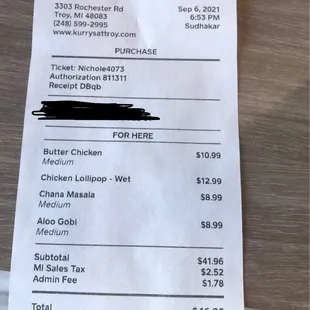 3303 Rochester Rd
Sep 6, 2021
Troy, MI 48083
6:53 PM
(248) 599-2995
Sudhakar
www.kurrysattroy.com
PURCHASE
Ticket: Nichole4073
Authorization 811311
Receipt DBqb
FOR HERE
Butter Chicken $10.99
Medium
Chicken Lollipop - Wet $12.99
Chana Masala $8.99
Medium
Aloo Gobi $8.99
Medium
Subtotal $41.96
MI Sales Tax $2.52
Admin Fee $1.78
Total